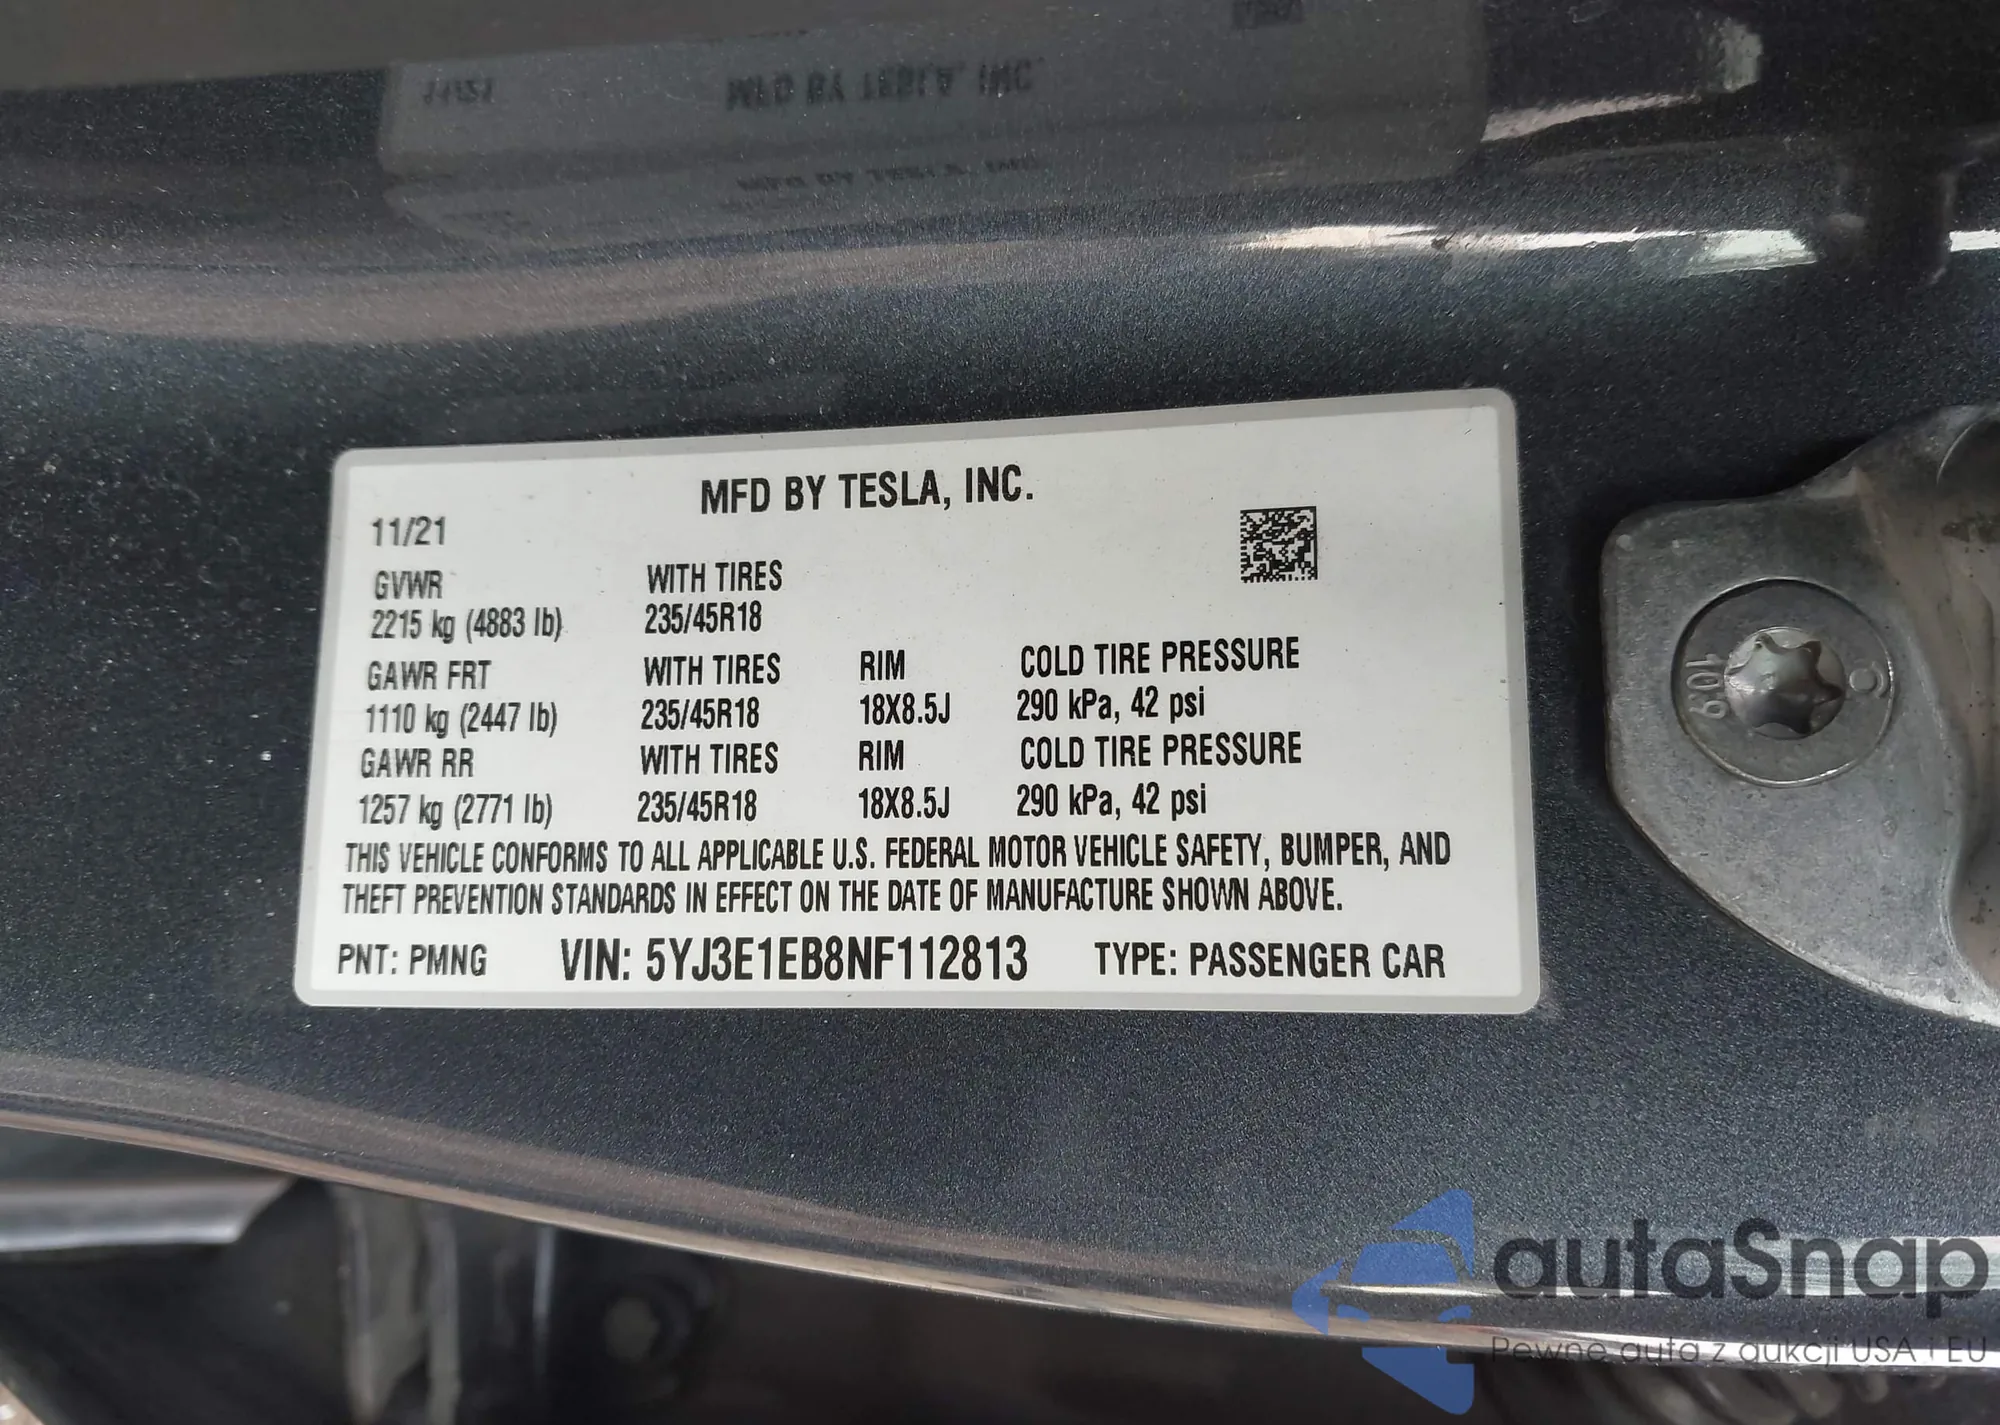 MFD BY TESLA, INC.
11/21
GVWR WITH TIRES
2215 kg (4883 lb) 235/45R18
GAWR FRT WITH TIRES RIM COLD TIRE PRESSURE
1110 kg (2447 lb) 235/45R18 18X8.5J 290 kPa, 42 psi
GAWR RR WITH TIRES RIM COLD TIRE PRESSURE
1257 kg (2771 lb) 235/45R18 18X8.5J 290 kPa, 42 psi
THIS VEHICLE CONFORMS TO ALL APPLICABLE U.S. FEDERAL MOTOR VEHICLE SAFETY, BUMPER, AND
THEFT PREVENTION STANDARDS IN EFFECT ON THE DATE OF MANUFACTURE SHOWN ABOVE.
PNT: PMNG VIN: 5YJ3E1EB8NF112813 TYPE: PASSENGER CAR
10.9
autaSnap
Pewne auta z aukcji USA i EU